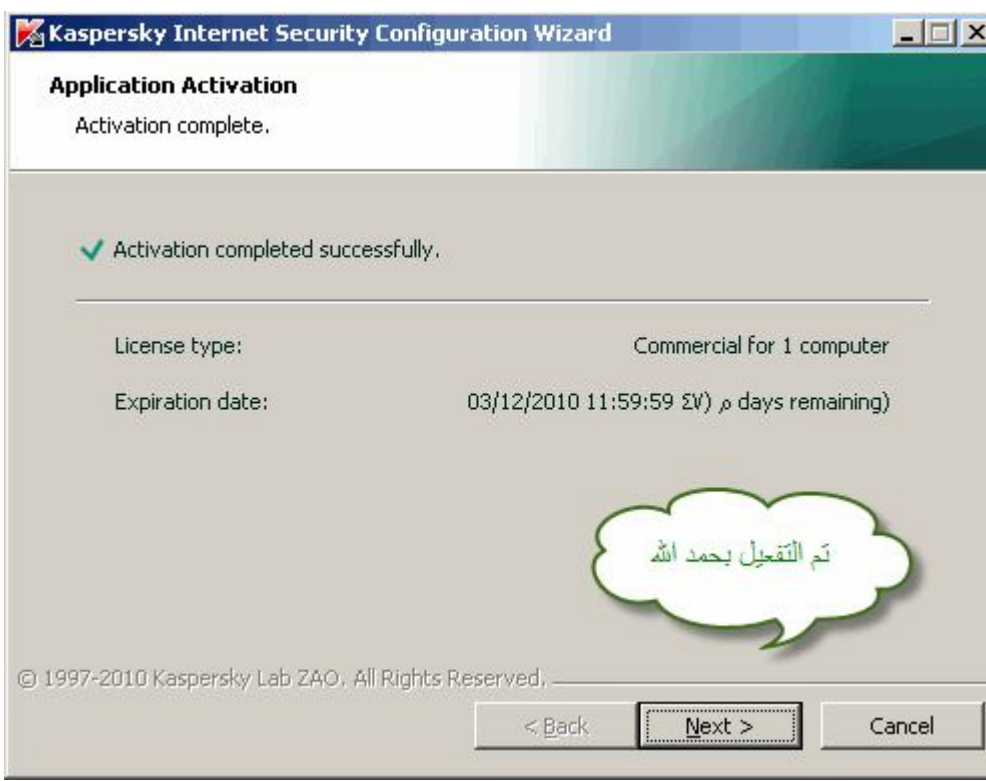 Kaspersky Internet Security Configuration Wizard
Application Activation
Activation complete.
Activation completed successfully.
License type: Commercial for 1 computer
Expiration date: 03/12/2010 11:59:59 م (٤٧ days remaining)
تم التفعيل بحمد الله
© 1997-2010 Kaspersky Lab ZAO. All Rights Reserved.
< Back Next > Cancel